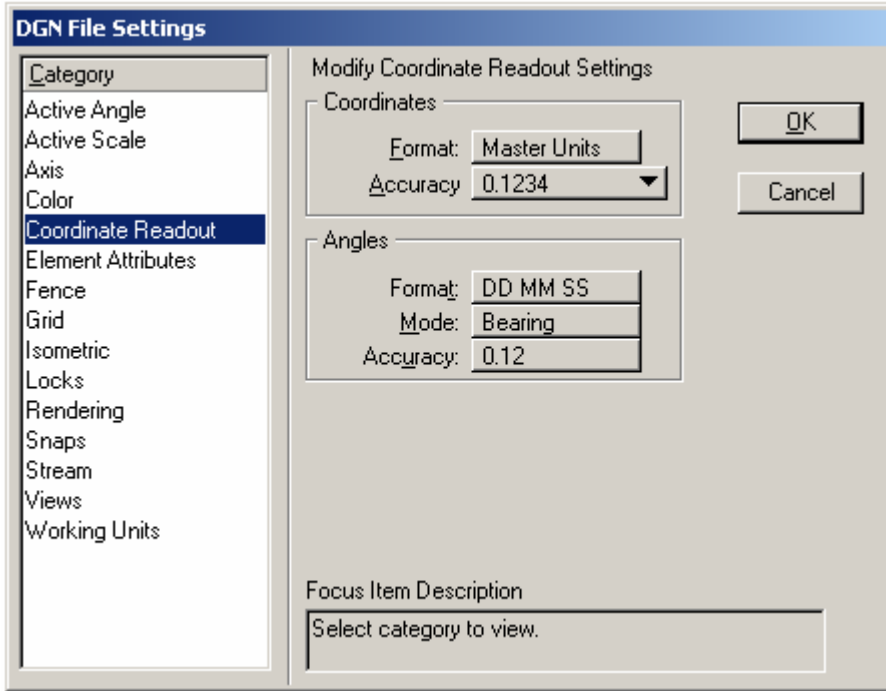 DGN File Settings
Category
Active Angle
Active Scale
Axis
Color
Coordinate Readout
Element Attributes
Fence
Grid
Isometric
Locks
Rendering
Snaps
Stream
Views
Working Units
Modify Coordinate Readout Settings
Coordinates
Format: Master Units
Accuracy 0.1234
Angles
Format: DD MM SS
Mode: Bearing
Accuracy: 0.12
OK
Cancel
Focus Item Description
Select category to view.